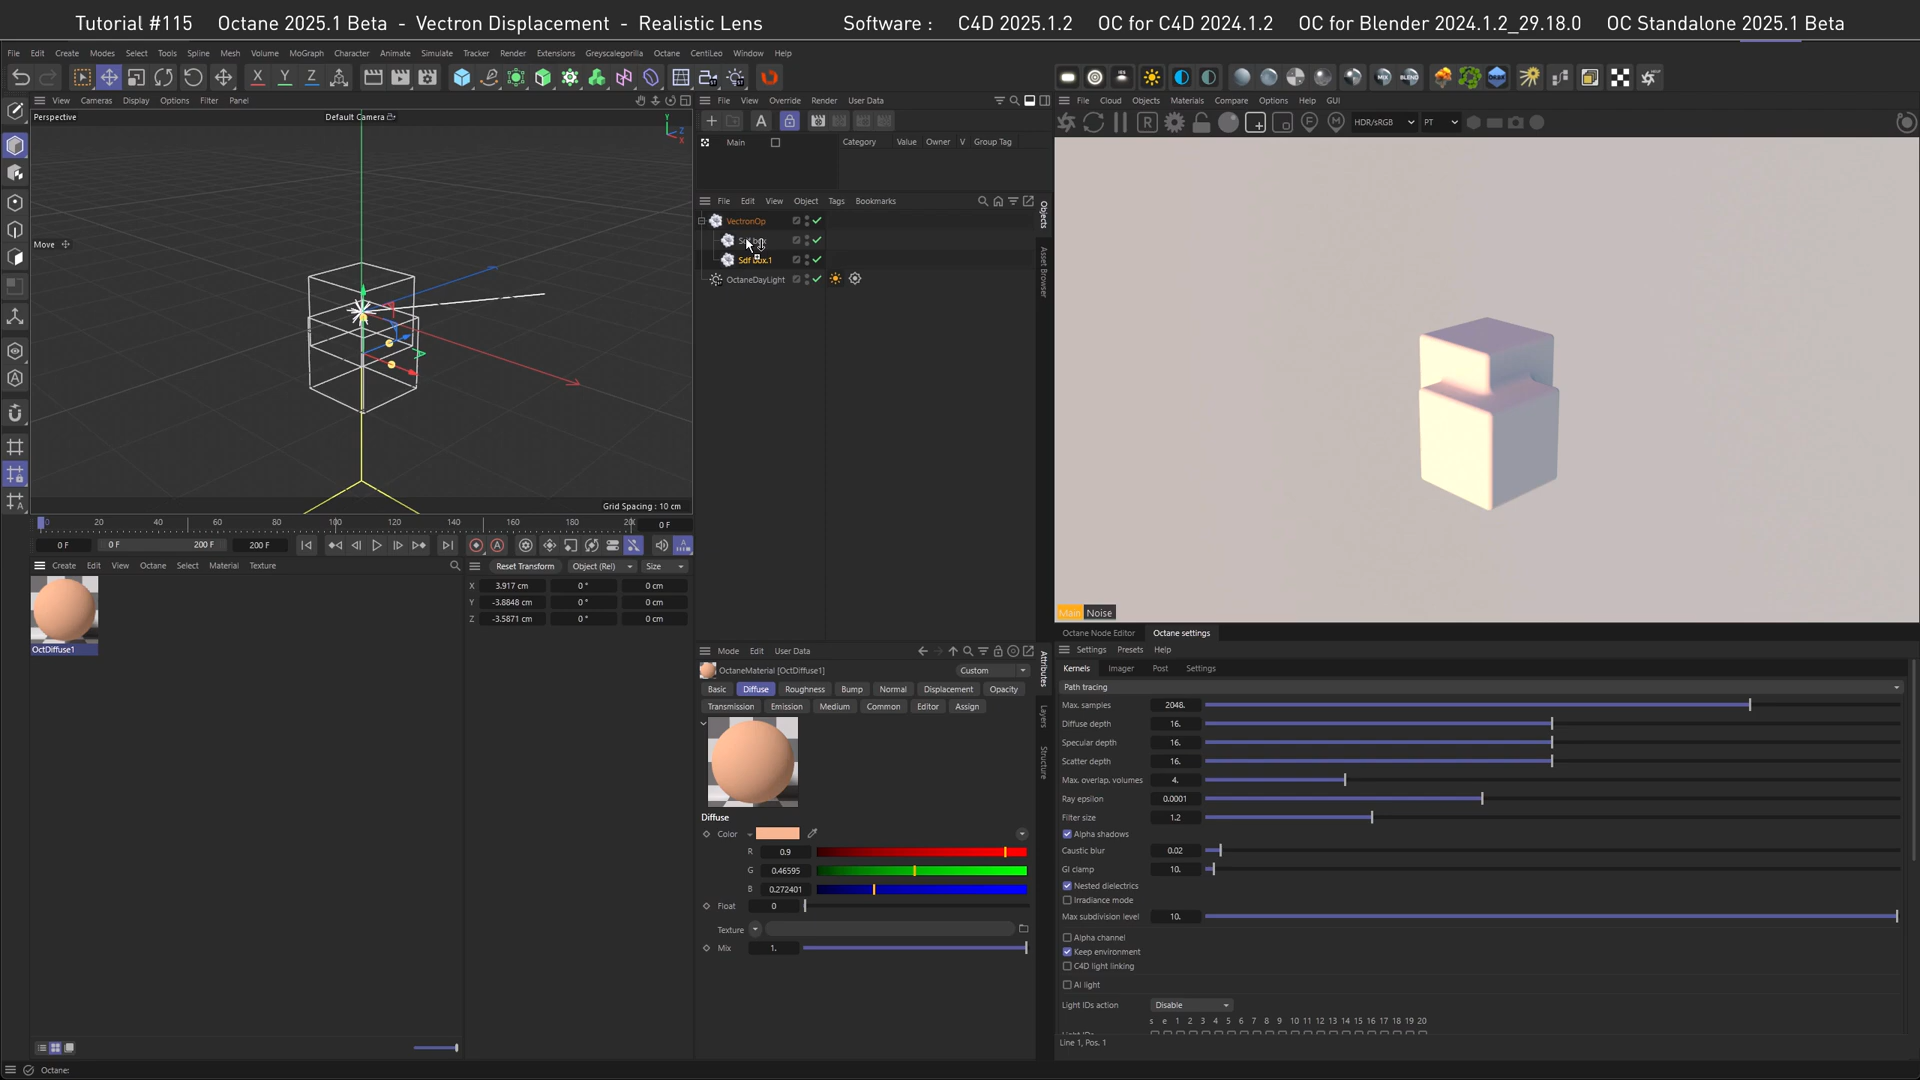 Tutorial #115 Octane 2025.1 Beta - Vectron Displacement - Realistic Lens Software : C4D 2025.1.2 OC for C4D 2024.1.2 OC for Blender 2024.1.2_29.18.0 OC Standalone 2025.1 Beta
File Edit Create Modes Select Tools Spline Mesh Volume MoGraph Character Animate Simulate Tracker Render Extensions Greyscalegorilla Octane CentiLeo Window Help
X Y Z
View Cameras Display Options Filter Panel
Perspective Default Camera
Move
Grid Spacing : 10 cm
0 20 40 60 80 100 120 140 160 180 0 F
0 F 0 F 200 F 200 F
Create Edit View Octane Select Material Texture
OctDiffuse1
Reset Transform Object (Rel) Size
X 3.917 cm 0 ° 0 cm
Y -3.8848 cm 0 ° 0 cm
Z -3.5871 cm 0 ° 0 cm
File View Override Render User Data
Main Category Value Owner V Group Tag
File Edit View Object Tags Bookmarks
VectronOp
Sdf box.1
OctaneDayLight
Objects
Asset Browser
Mode Edit User Data
OctaneMaterial [OctDiffuse1] Custom
Basic Diffuse Roughness Bump Normal Displacement Opacity
Transmission Emission Medium Common Editor Assign
Diffuse
Color
R 0.9
G 0.46595
B 0.272401
Float 0
Texture
Mix 1.
Attributes
Layers
Structure
File Cloud Objects Materials Compare Options Help GUI
HDR/sRGB PT
Main Noise
Octane Node Editor Octane settings
Settings Presets Help
Kernels Imager Post Settings
Path tracing
Max. samples 2048.
Diffuse depth 16.
Specular depth 16.
Scatter depth 16.
Max. overlap. volumes 4.
Ray epsilon 0.0001
Filter size 1.2
Alpha shadows
Caustic blur 0.02
GI clamp 10.
Nested dielectrics
Irradiance mode
Max subdivision level 10.
Alpha channel
Keep environment
C4D light linking
AI light
Light IDs action Disable
s e 1 2 3 4 5 6 7 8 9 10 11 12 13 14 15 16 17 18 19 20
Line 1, Pos. 1
Octane: